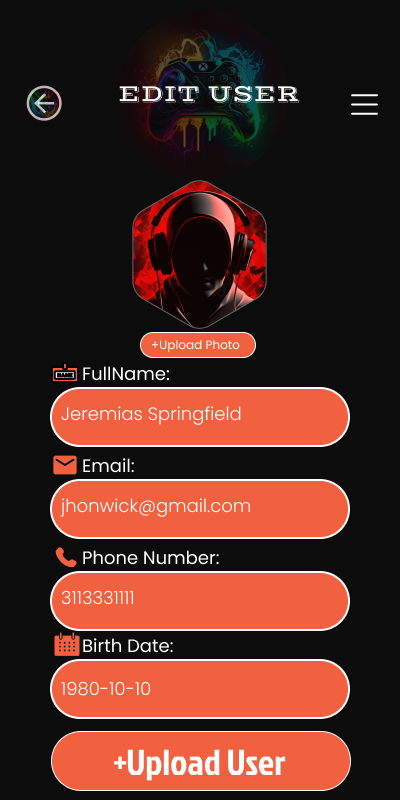 EDIT USER
+Upload Photo
FullName:
Jeremias Springfield
Email:
jhonwick@gmail.com
Phone Number:
3113331111
Birth Date:
1980-10-10
+Upload User